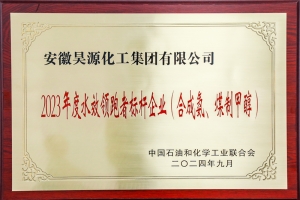 安徽昊源化工集团有限公司
2023年度水效领跑者标杆企业（合成氨、煤制甲醇）
中国石油和化学工业联合会
二〇二四年九月